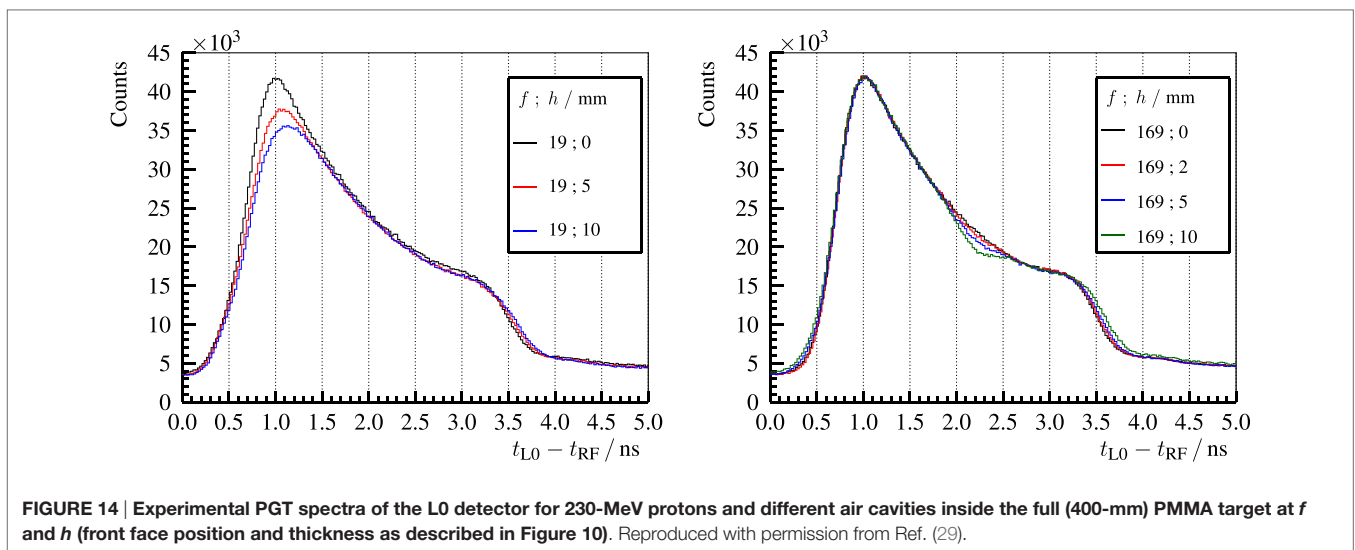 ×10³
45
40
35
30
25
20
15
10
5
0
Counts
f ; h / mm
19 ; 0
19 ; 5
19 ; 10
0.0 0.5 1.0 1.5 2.0 2.5 3.0 3.5 4.0 4.5 5.0
t_L0 − t_RF / ns
×10³
45
40
35
30
25
20
15
10
5
0
Counts
f ; h / mm
169 ; 0
169 ; 2
169 ; 5
169 ; 10
0.0 0.5 1.0 1.5 2.0 2.5 3.0 3.5 4.0 4.5 5.0
t_L0 − t_RF / ns
FIGURE 14 | Experimental PGT spectra of the L0 detector for 230-MeV protons and different air cavities inside the full (400-mm) PMMA target at f
and h (front face position and thickness as described in Figure 10). Reproduced with permission from Ref. (29).